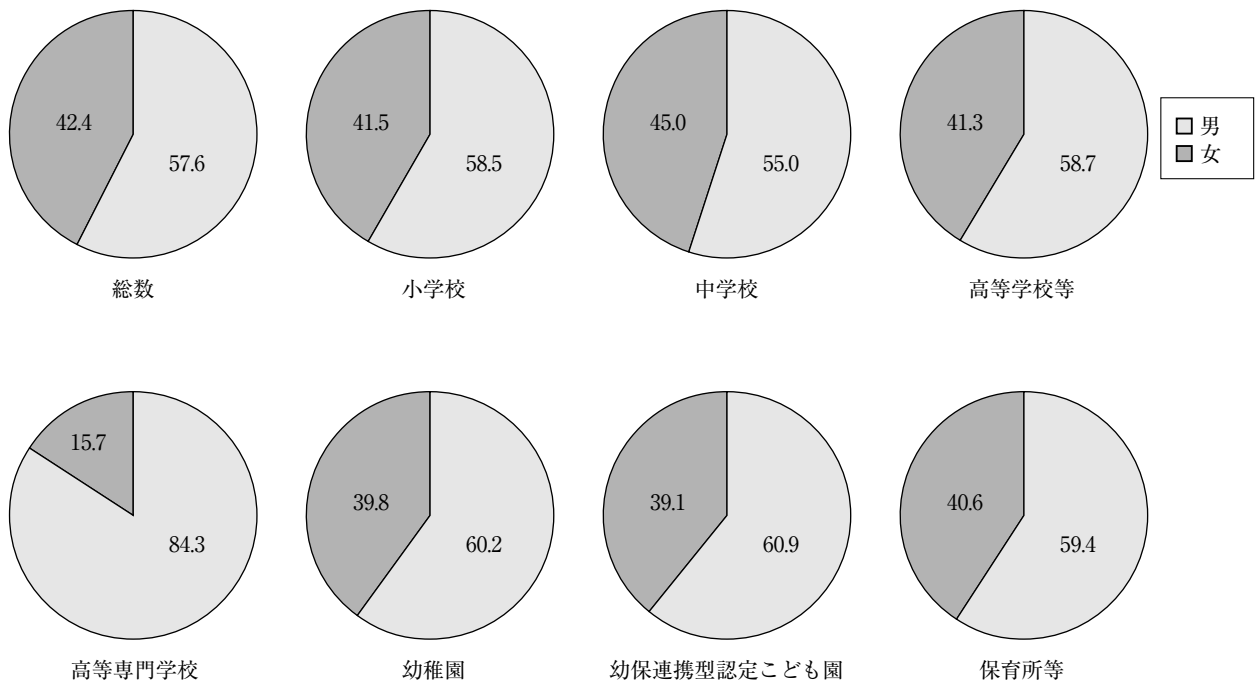 42.4
57.6
総数
41.5
58.5
小学校
45.0
55.0
中学校
41.3
58.7
高等学校等
男
女
15.7
84.3
高等専門学校
39.8
60.2
幼稚園
39.1
60.9
幼保連携型認定こども園
40.6
59.4
保育所等